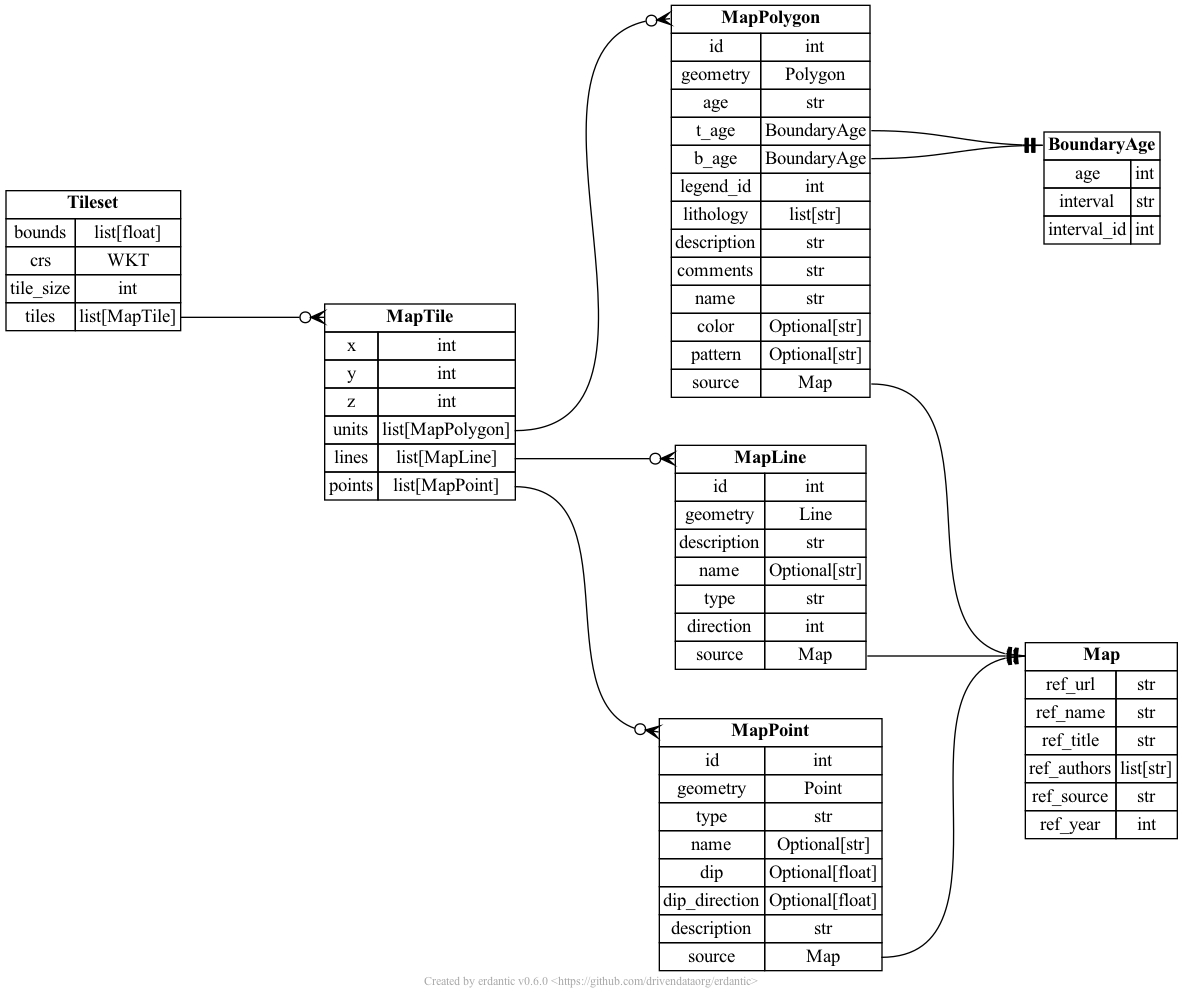 Tileset
bounds list[float]
crs WKT
tile_size int
tiles list[MapTile]
MapTile
x int
y int
z int
units list[MapPolygon]
lines list[MapLine]
points list[MapPoint]
MapPolygon
id int
geometry Polygon
age str
t_age BoundaryAge
b_age BoundaryAge
legend_id int
lithology list[str]
description str
comments str
name str
color Optional[str]
pattern Optional[str]
source Map
MapLine
id int
geometry Line
description str
name Optional[str]
type str
direction int
source Map
MapPoint
id int
geometry Point
type str
name Optional[str]
dip Optional[float]
dip_direction Optional[float]
description str
source Map
BoundaryAge
age int
interval str
interval_id int
Map
ref_url str
ref_name str
ref_title str
ref_authors list[str]
ref_source str
ref_year int
Created by erdantic v0.6.0 <https://github.com/drivendataorg/erdantic>